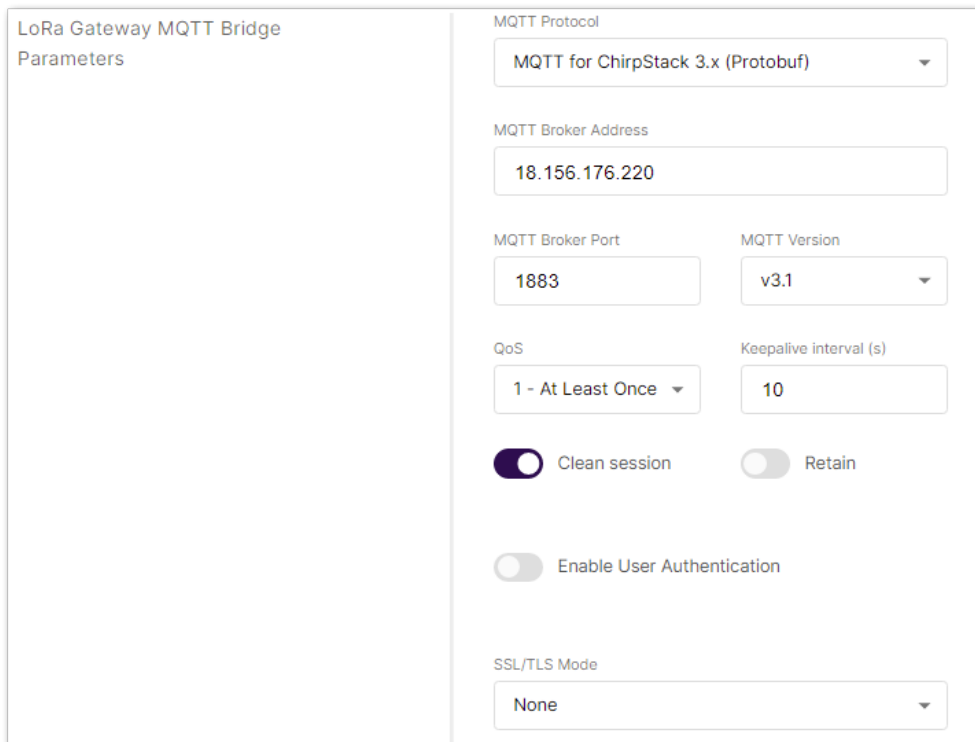 LoRa Gateway MQTT Bridge
Parameters
MQTT Protocol
MQTT for ChirpStack 3.x (Protobuf)
MQTT Broker Address
18.156.176.220
MQTT Broker Port
MQTT Version
1883
v3.1
QoS
Keepalive interval (s)
1 - At Least Once
10
Clean session
Retain
Enable User Authentication
SSL/TLS Mode
None